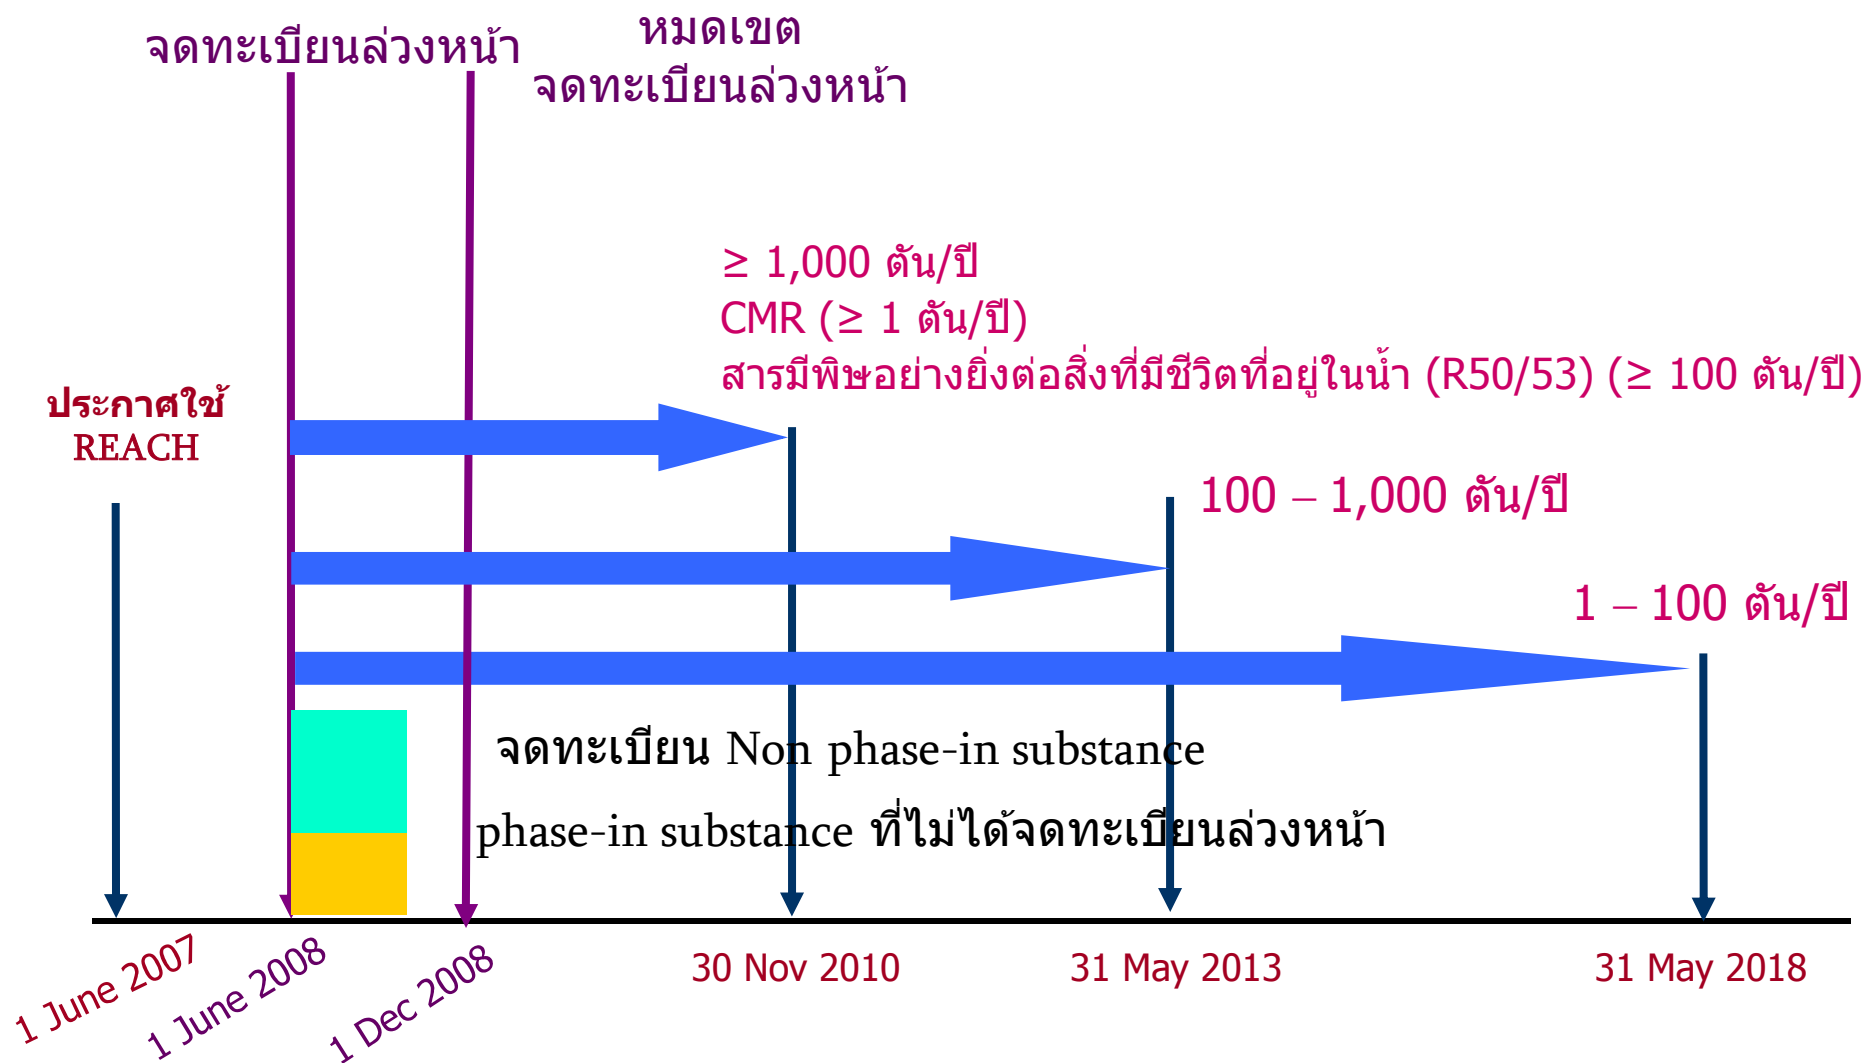 จดทะเบียนล่วงหน้า
หมดเขต
จดทะเบียนล่วงหน้า
≥ 1,000 ตัน/ปี
CMR (≥ 1 ตัน/ปี)
สารมีพิษอย่างยิ่งต่อสิ่งที่มีชีวิตที่อยู่ในน้ำ (R50/53) (≥ 100 ตัน/ปี)
ประกาศใช้
REACH
100 – 1,000 ตัน/ปี
1 – 100 ตัน/ปี
จดทะเบียน Non phase-in substance
phase-in substance ที่ไม่ได้จดทะเบียนล่วงหน้า
1 June 2007
1 June 2008
1 Dec 2008
30 Nov 2010
31 May 2013
31 May 2018